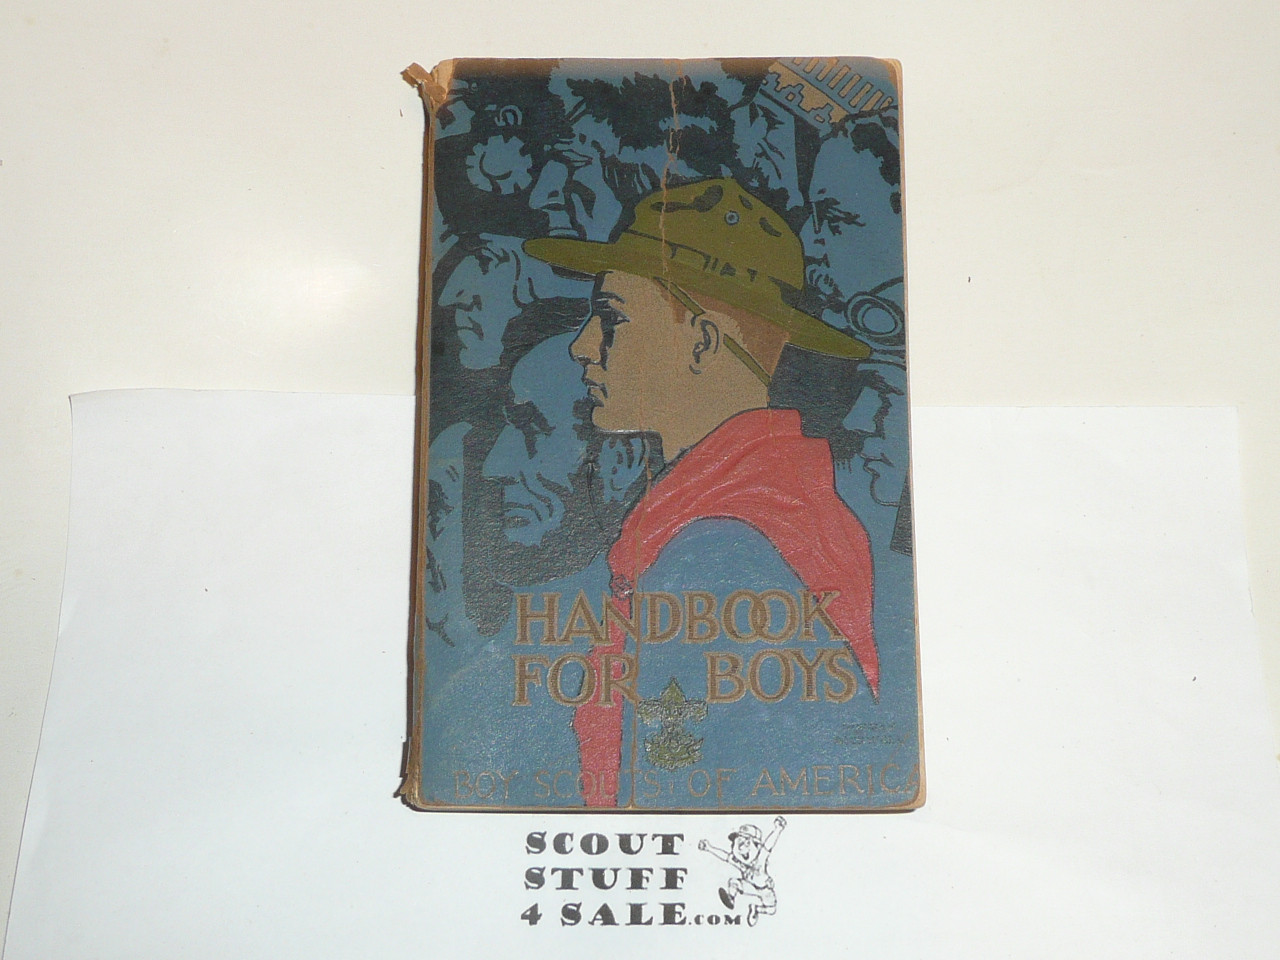 HANDBOOK
FOR BOYS
BOY SCOUTS OF AMERICA
SCOUT
STUFF
4 SALE.COM